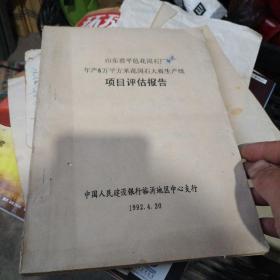 山东省平邑花岗石厂
年产8万平方米花岗石大板生产线
项目评估报告
中国人民建设银行临沂地区中心支行
1992.4.20